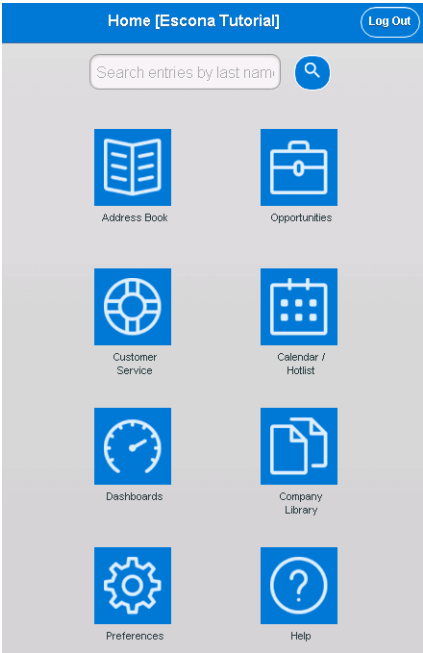 Home [Escona Tutorial]
Log Out
Search entries by last nam
Address Book
Opportunities
Customer
Service
Calendar /
Hotlist
Dashboards
Company
Library
Preferences
Help